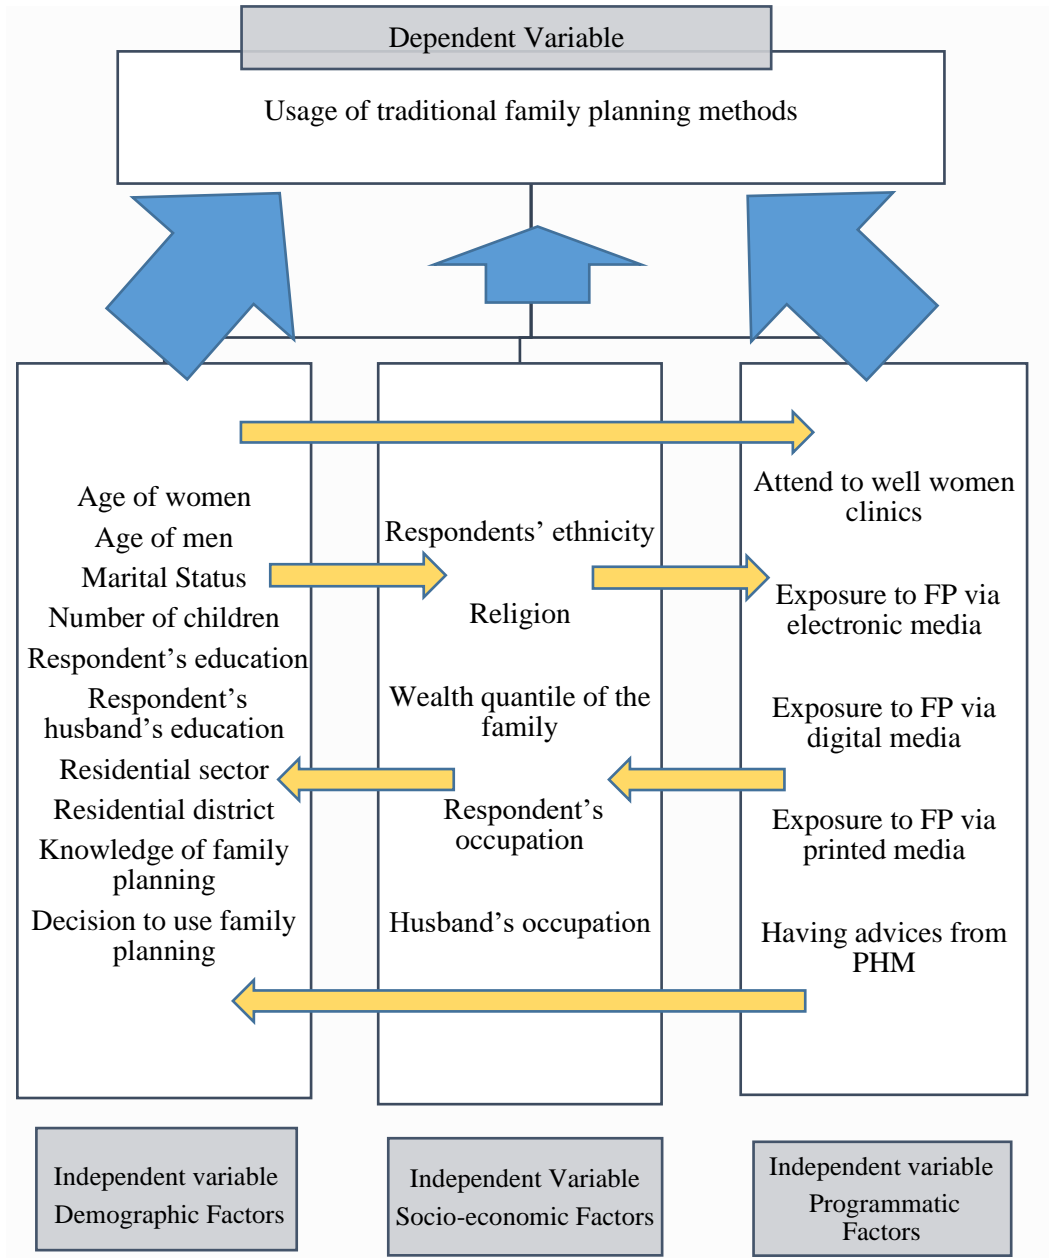 Dependent Variable
Usage of traditional family planning methods
Age of women
Age of men
Marital Status
Number of children
Respondent's education
Respondent's
husband's education
Residential sector
Residential district
Knowledge of family
planning
Decision to use family
planning
Respondents' ethnicity
Religion
Wealth quantile of the
family
Respondent's
occupation
Husband's occupation
Attend to well women
clinics
Exposure to FP via
electronic media
Exposure to FP via
digital media
Exposure to FP via
printed media
Having advices from
PHM
Independent variable
Demographic Factors
Independent Variable
Socio-economic Factors
Independent variable
Programmatic
Factors